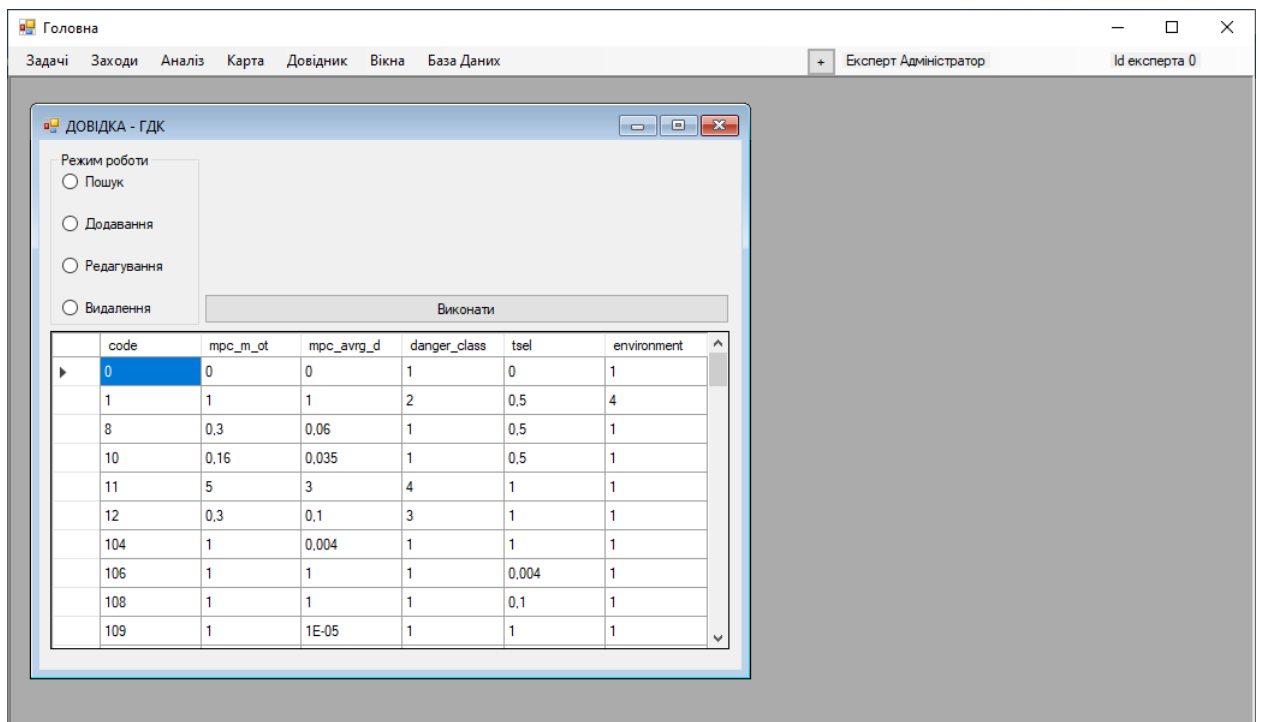 Головна
Задачі Заходи Аналіз Карта Довідник Вікна База Даних + Експерт Адміністратор Id експерта 0
ДОВІДКА - ГДК
Режим роботи
Пошук
Додавання
Редагування
Видалення
Виконати
code mpc_m_ot mpc_avrg_d danger_class tsel environment
0 0 0 1 0 1
1 1 1 2 0,5 4
8 0,3 0,06 1 0,5 1
10 0,16 0,035 1 0,5 1
11 5 3 4 1 1
12 0,3 0,1 3 1 1
104 1 0,004 1 1 1
106 1 1 1 0,004 1
108 1 1 1 0,1 1
109 1 1E-05 1 1 1